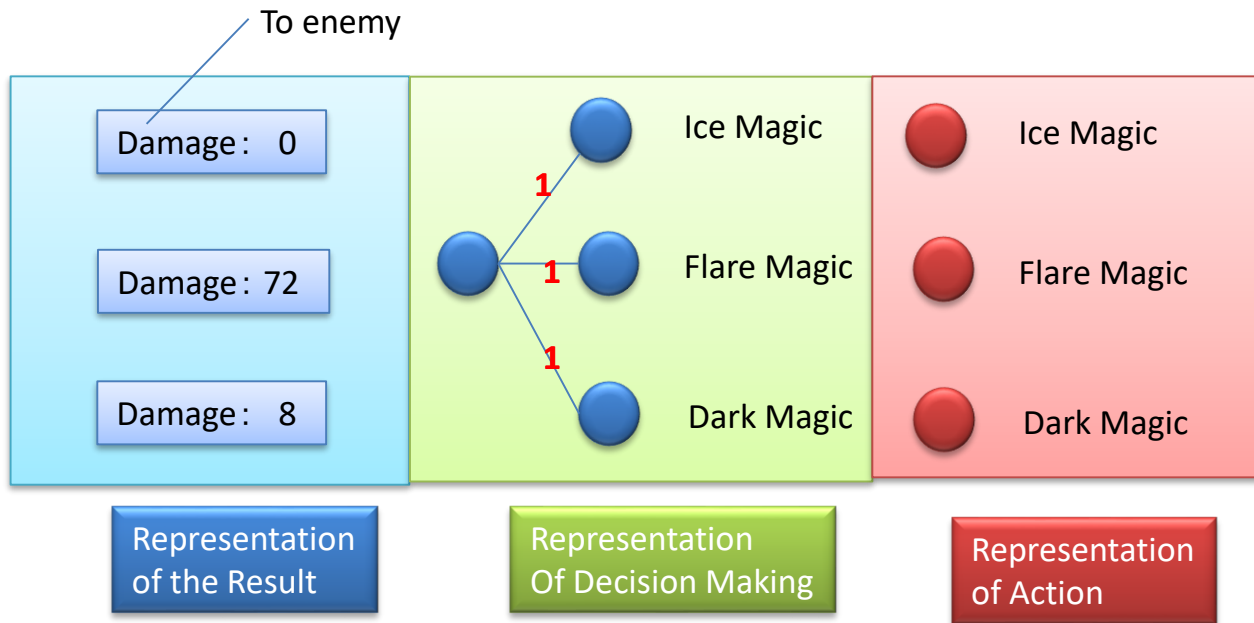 To enemy
Damage: 0
Damage: 72
Damage: 8
1
1
1
Ice Magic
Flare Magic
Dark Magic
Ice Magic
Flare Magic
Dark Magic
Representation
of the Result
Representation
Of Decision Making
Representation
of Action